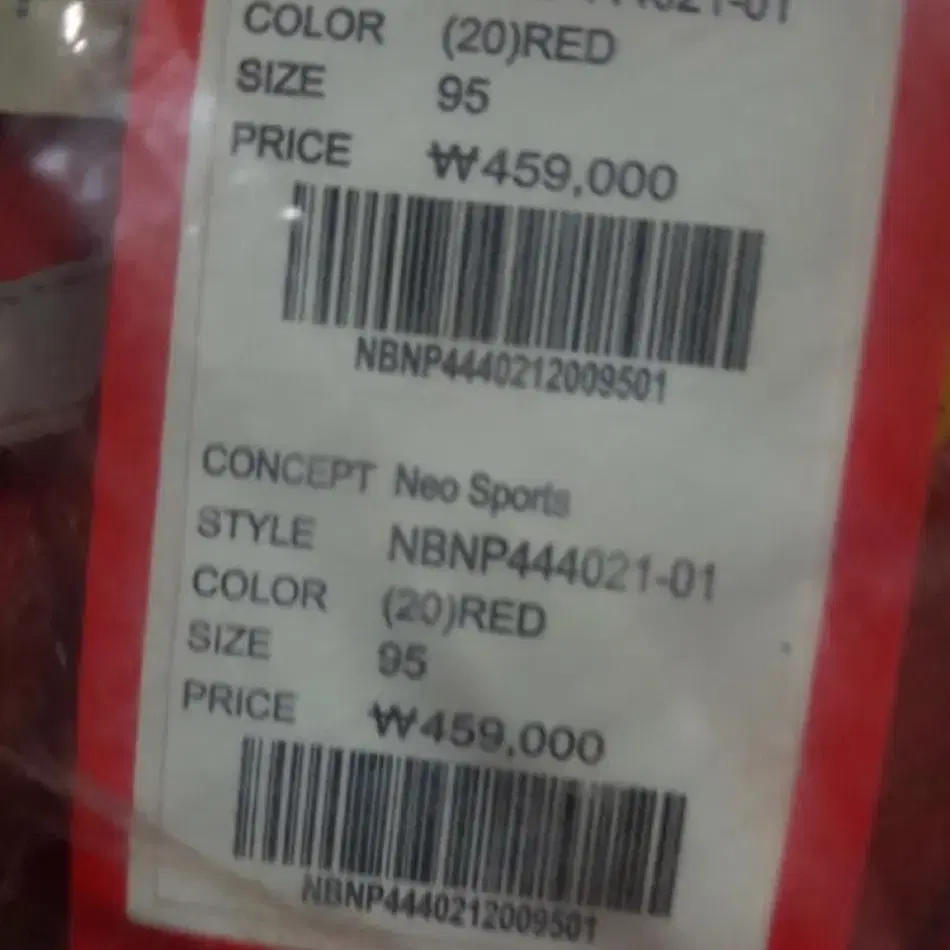 COLOR (20)RED
SIZE 95
PRICE ₩459,000
NBNP4440212009501
CONCEPT Neo Sports
STYLE NBNP444021-01
COLOR (20)RED
SIZE 95
PRICE ₩459,000
NBNP4440212009501